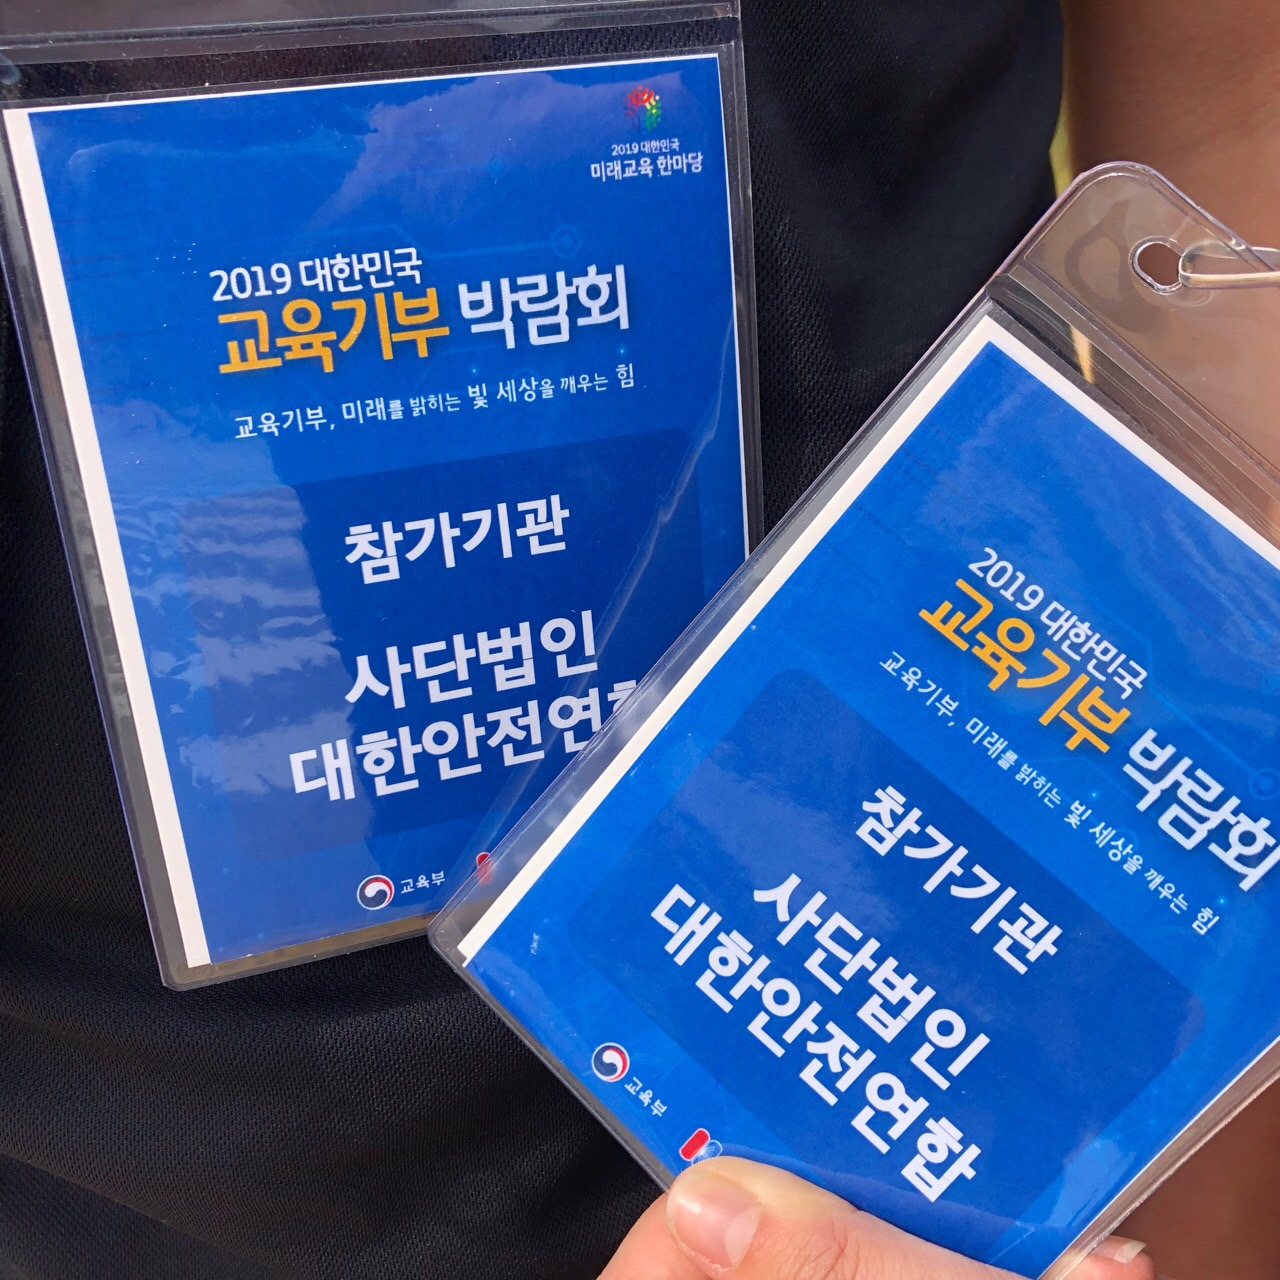 2019 대한민국
미래교육 한마당
2019 대한민국
교육기부 박람회
교육기부, 미래를 밝히는 빛 세상을 깨우는 힘
참가기관
사단법인
대한안전연합
교육부
2019 대한민국
교육기부 박람회
교육기부, 미래를 밝히는 빛 세상을 깨우는 힘
참가기관
사단법인
대한안전연합
교육부